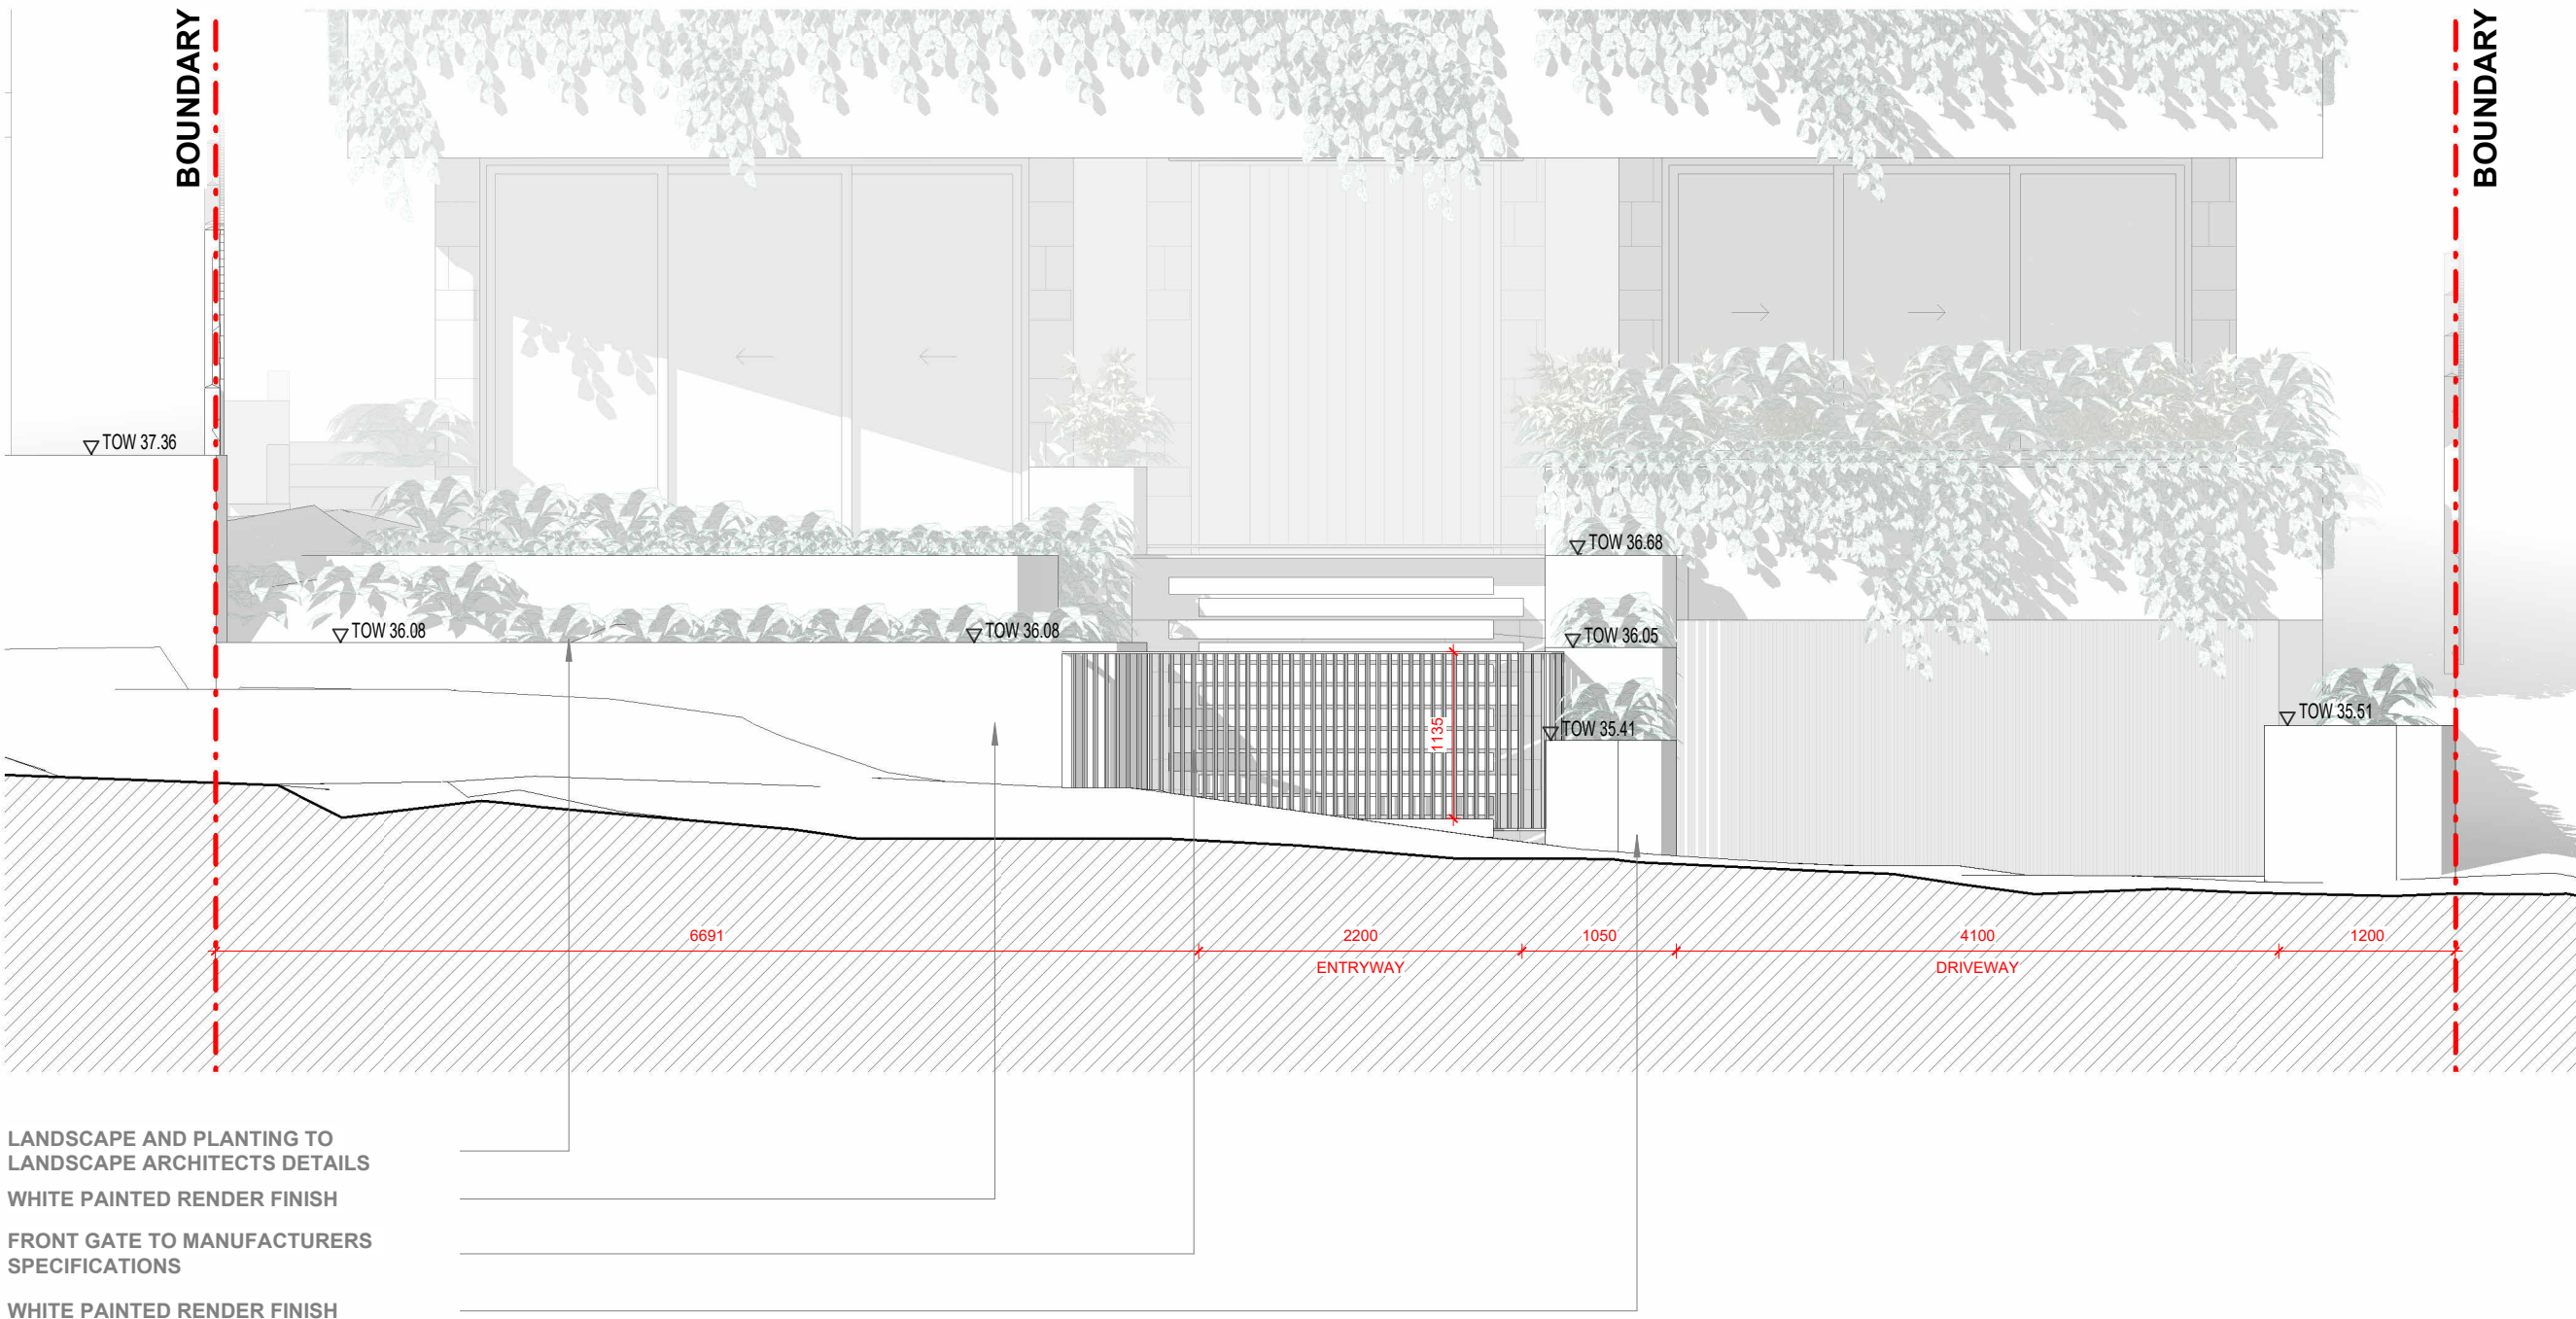 BOUNDARY
BOUNDARY
TOW 37.36
TOW 36.68
TOW 36.08
TOW 36.08
TOW 36.05
TOW 35.51
TOW 35.41
1135
6691
2200
1050
4100
1200
ENTRYWAY
DRIVEWAY
LANDSCAPE AND PLANTING TO
LANDSCAPE ARCHITECTS DETAILS
WHITE PAINTED RENDER FINISH
FRONT GATE TO MANUFACTURERS
SPECIFICATIONS
WHITE PAINTED RENDER FINISH